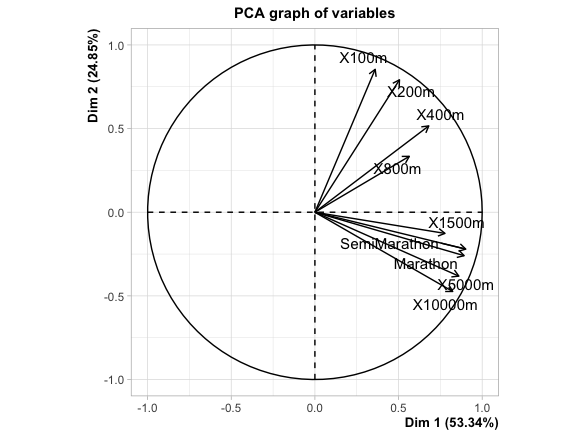 PCA graph of variables
Dim 2 (24.85%)
1.0
0.5
0.0
-0.5
-1.0
X100m
X200m
X400m
X800m
X1500m
SemiMarathon
Marathon
X5000m
X10000m
-1.0
-0.5
0.0
0.5
1.0
Dim 1 (53.34%)